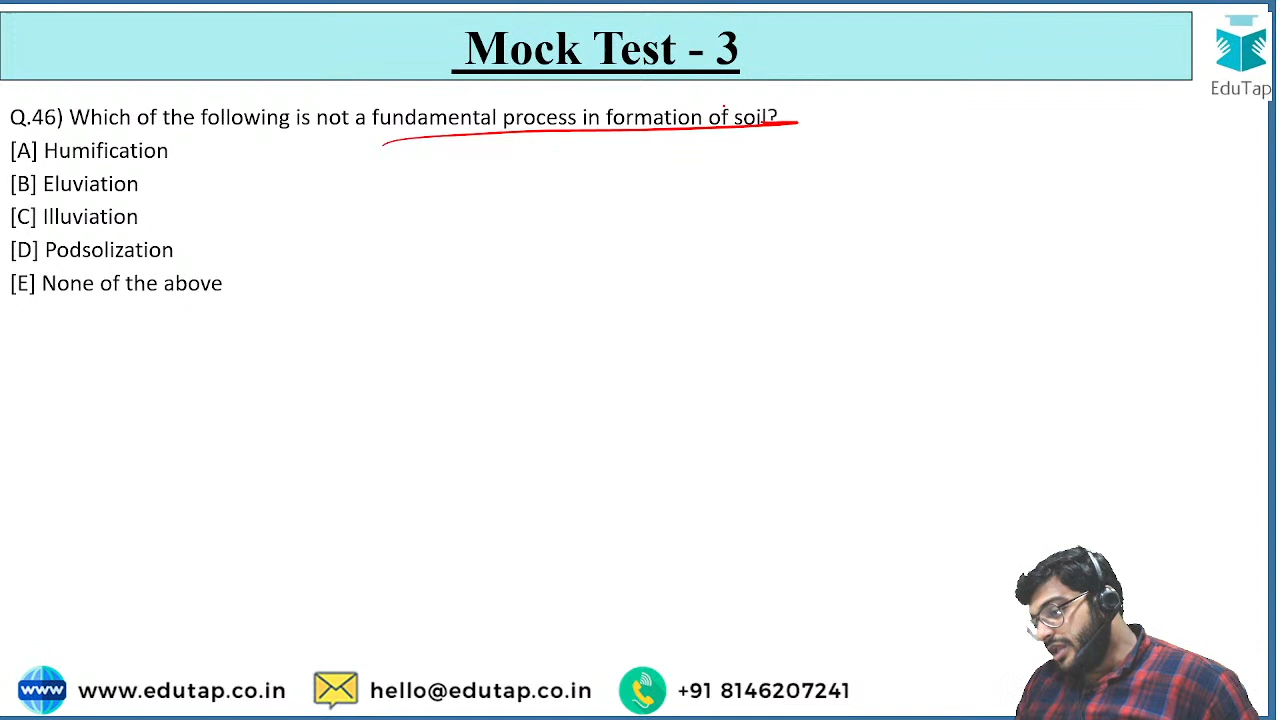 Mock Test - 3
EduTap
Q.46) Which of the following is not a fundamental process in formation of soil?
[A] Humification
[B] Eluviation
[C] Illuviation
[D] Podsolization
[E] None of the above
www
www.edutap.co.in
hello@edutap.co.in
+91 8146207241